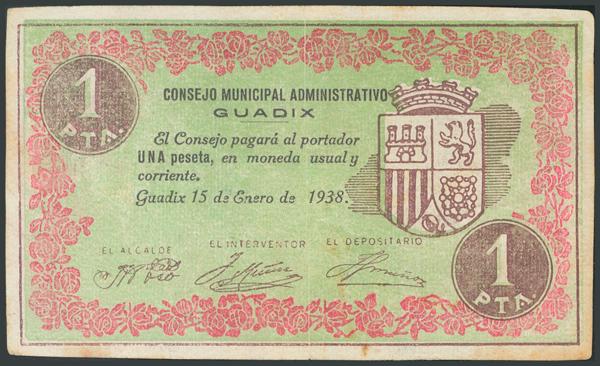 1
PTA.
CONSEJO MUNICIPAL ADMINISTRATIVO
GUADIX
El Consejo pagará al portador
UNA peseta, en moneda usual y
corriente.
Guadix 15 de Enero de 1938.
EL ALCALDE
EL INTERVENTOR
EL DEPOSITARIO
1
PTA.